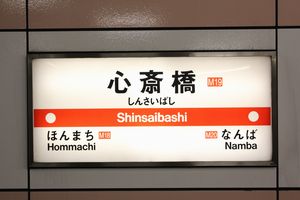 心斎橋 M19
しんさいばし
Shinsaibashi
ほんまち M18 M20 なんば
Hommachi Namba